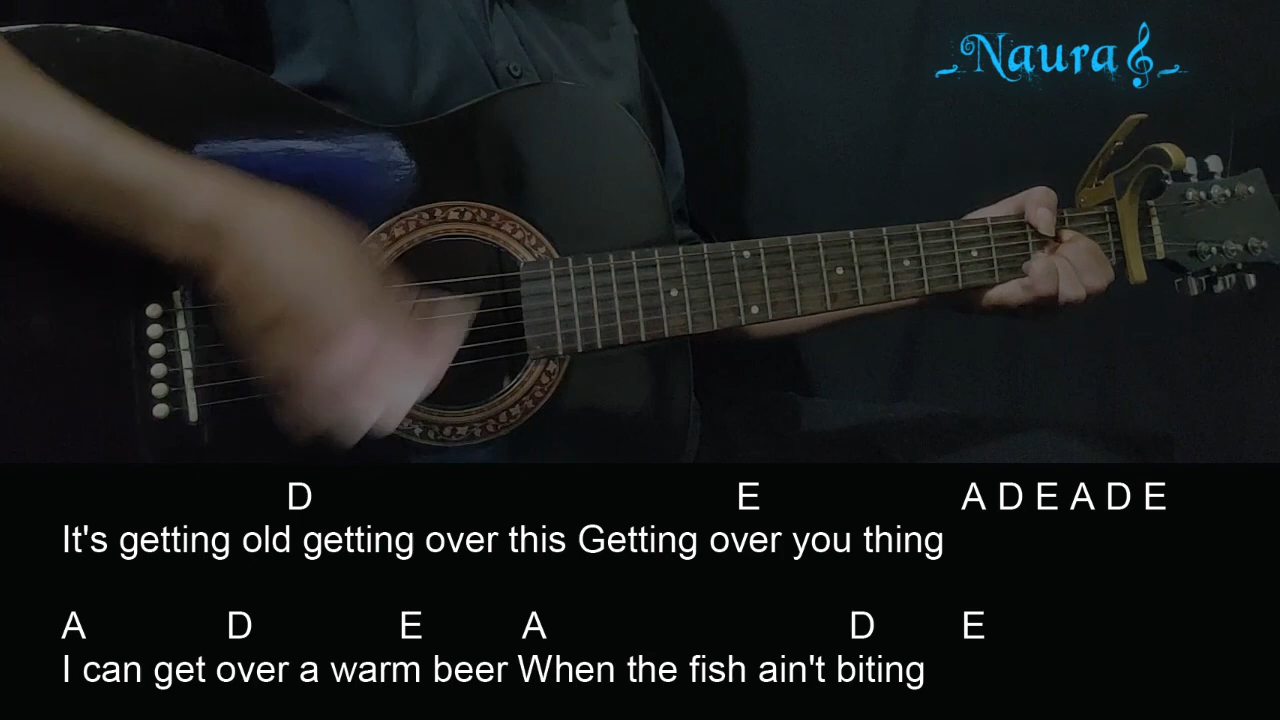 Naura
D E A D E A D E
It's getting old getting over this Getting over you thing
A D E A D E
I can get over a warm beer When the fish ain't biting